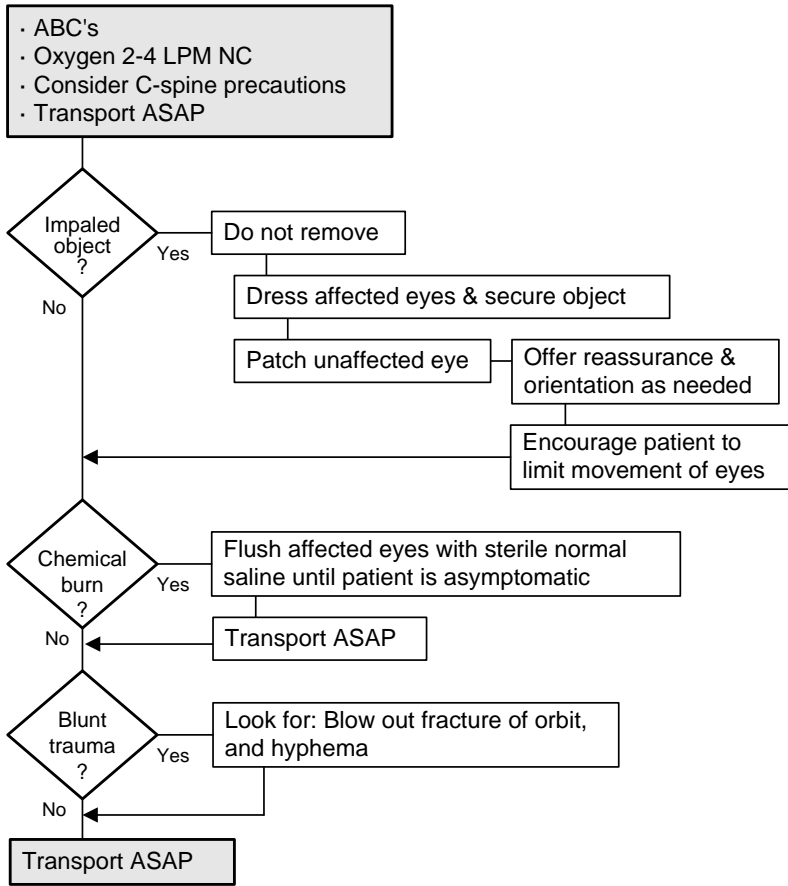 · ABC's
· Oxygen 2-4 LPM NC
· Consider C-spine precautions
· Transport ASAP
Impaled
object
?
Yes
No
Do not remove
Dress affected eyes & secure object
Patch unaffected eye
Offer reassurance &
orientation as needed
Encourage patient to
limit movement of eyes
Chemical
burn
?
Yes
No
Flush affected eyes with sterile normal
saline until patient is asymptomatic
Transport ASAP
Blunt
trauma
?
Yes
No
Look for: Blow out fracture of orbit,
and hyphema
Transport ASAP